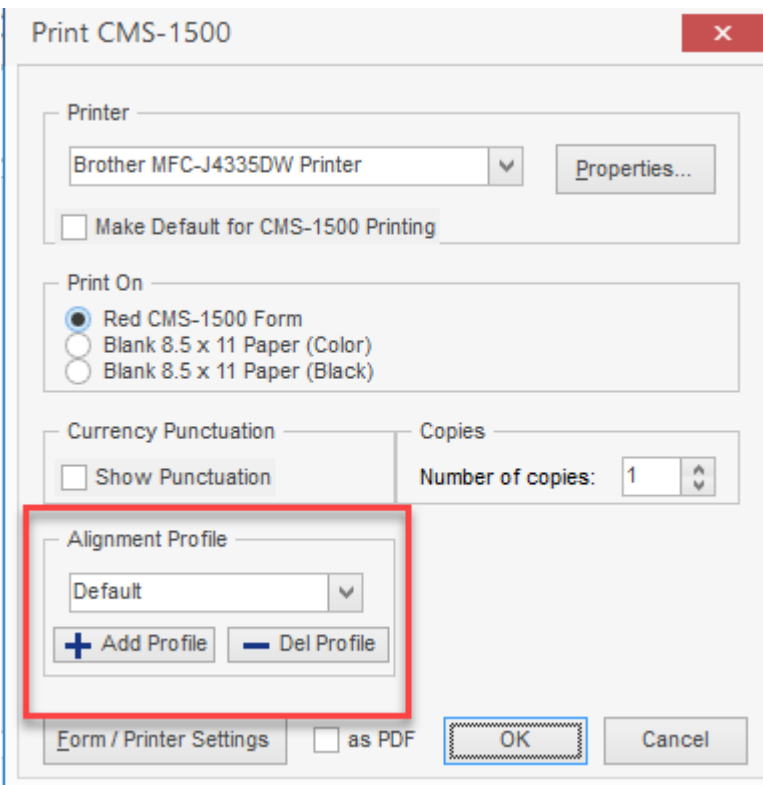 Print CMS-1500
Printer
Brother MFC-J4335DW Printer
Properties...
Make Default for CMS-1500 Printing
Print On
Red CMS-1500 Form
Blank 8.5 x 11 Paper (Color)
Blank 8.5 x 11 Paper (Black)
Currency Punctuation
Show Punctuation
Copies
Number of copies: 1
Alignment Profile
Default
Add Profile
Del Profile
Form / Printer Settings
as PDF
OK
Cancel